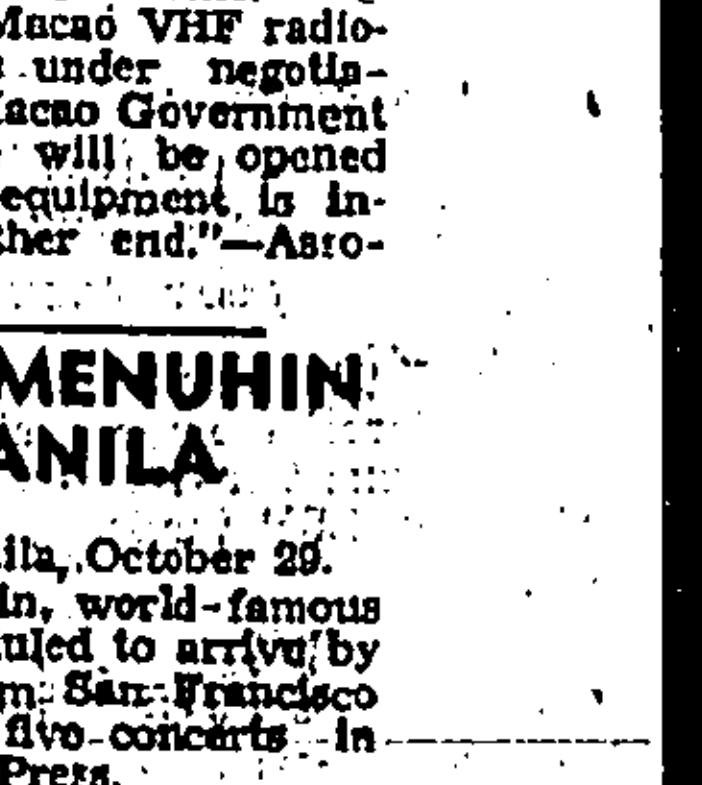 Macao VHF radio-
under negotia-
Macao Government
will be opened
equipment is in-
ther end."—Asso-
MENUHIN
ANILA
ila, October 29.
in, world-famous
uled to arrive by
m San Francisco
five concerts in
Press.